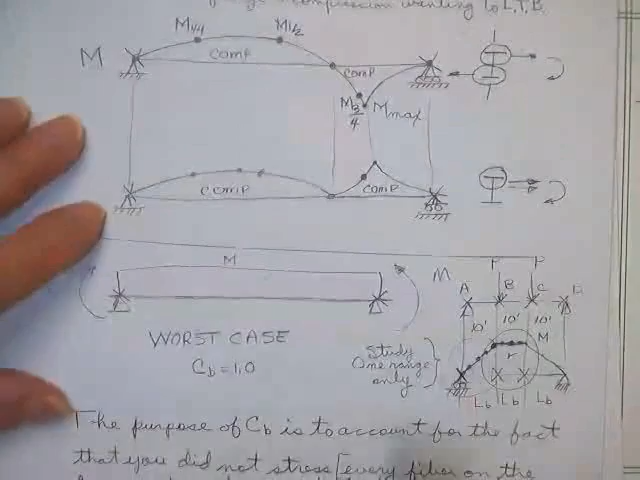 compression wanting to L.T.B.
M
M1/4
M1/2
comp
comp
M3/4
Mmax
comp
comp
M
WORST CASE
Cb = 1.0
M
P
P
A
B
C
10'
10'
10'
M
Study
One range
only
r
Lb
Lb
Lb
The purpose of Cb is to account for the fact
that you did not stress [every fiber on the